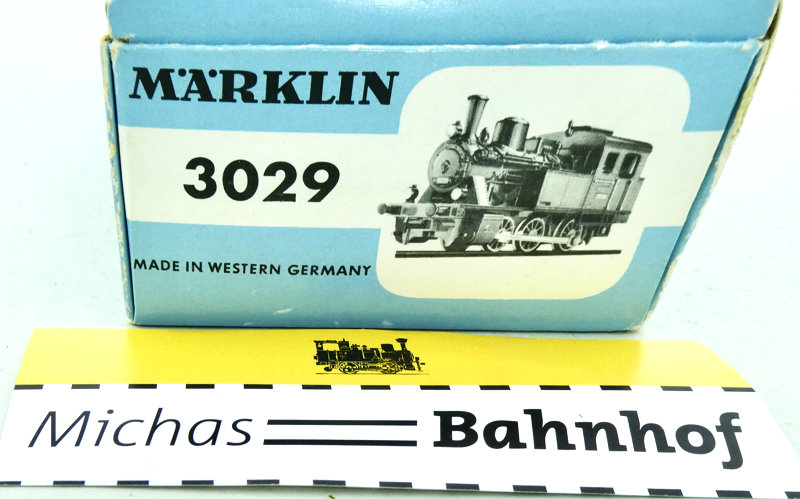 MÄRKLIN
3029
MADE IN WESTERN GERMANY
Michas Bahnhof